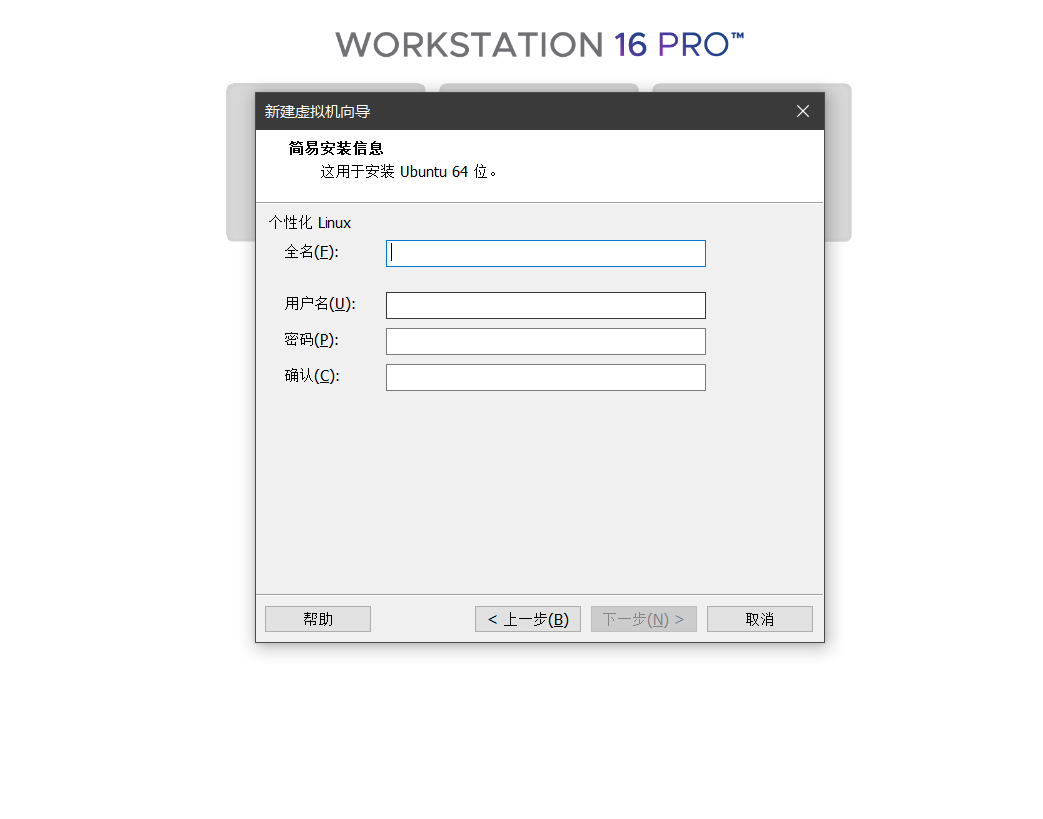 WORKSTATION 16 PRO™
新建虚拟机向导
简易安装信息
这用于安装 Ubuntu 64 位。
个性化 Linux
全名(F):
用户名(U):
密码(P):
确认(C):
帮助 < 上一步(B) 下一步(N) > 取消